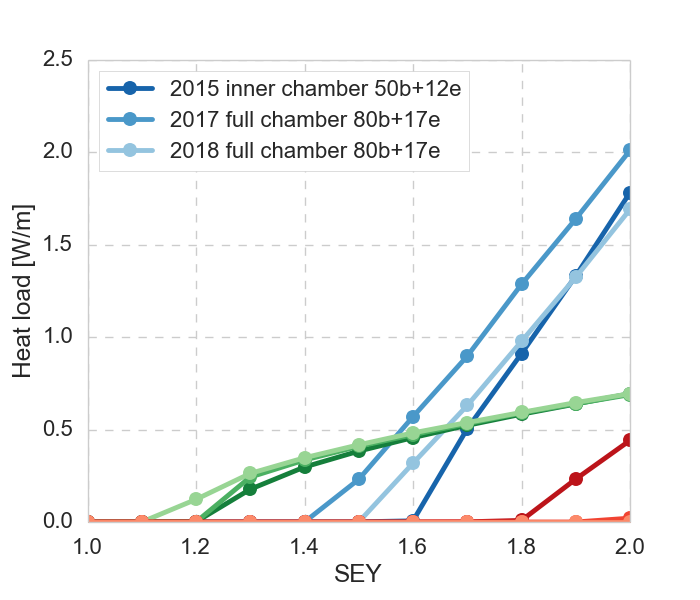 2.5
2015 inner chamber 50b+12e
2017 full chamber 80b+17e
2018 full chamber 80b+17e
2.0
1.5
1.0
0.5
0.0
Heat load [W/m]
1.0 1.2 1.4 1.6 1.8 2.0
SEY